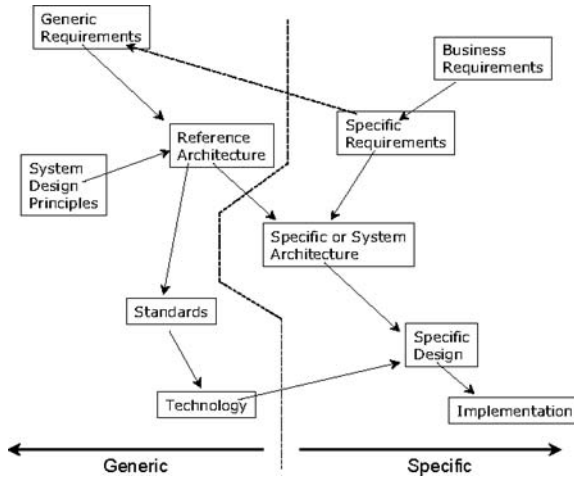 Generic
Requirements
Business
Requirements
Specific
Requirements
Reference
Architecture
System
Design
Principles
Specific or System
Architecture
Standards
Specific
Design
Technology
Implementation
Generic
Specific